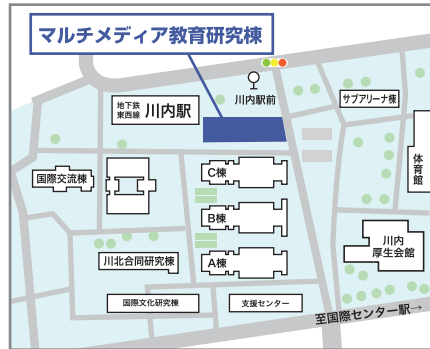 マルチメディア教育研究棟
地下鉄
東西線 川内駅
川内駅前
サブアリーナ棟
体育館
国際交流棟
C棟
B棟
A棟
川北合同研究棟
川内
厚生会館
国際文化研究棟
支援センター
至国際センター駅→